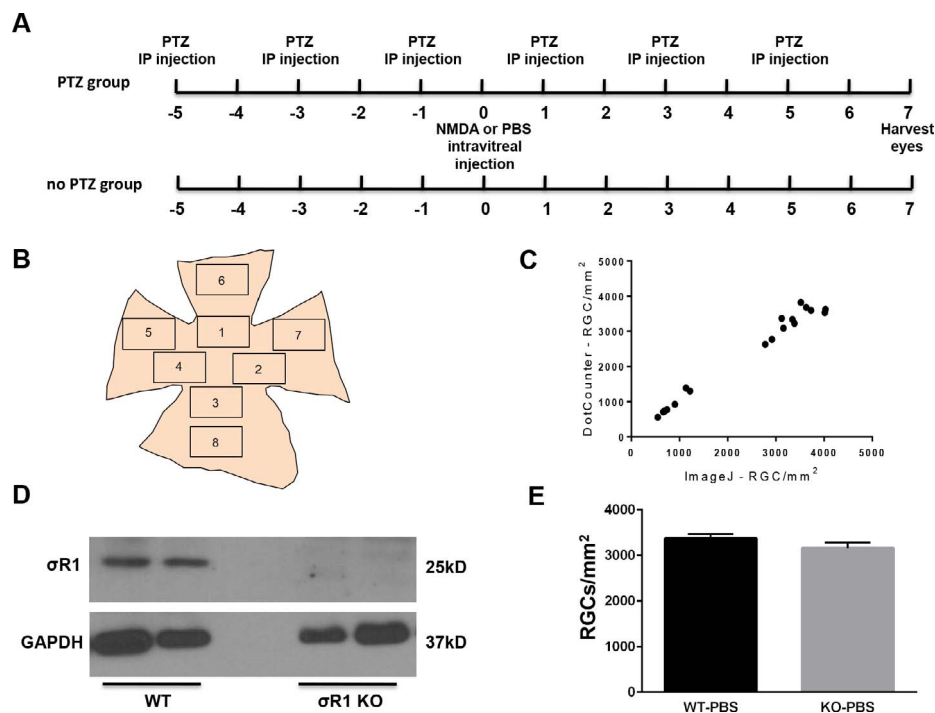 A
PTZ PTZ PTZ PTZ PTZ PTZ
IP injection IP injection IP injection IP injection IP injection IP injection
PTZ group
-5 -4 -3 -2 -1 0 1 2 3 4 5 6 7
NMDA or PBS
intravitreal
injection
Harvest
eyes
no PTZ group
-5 -4 -3 -2 -1 0 1 2 3 4 5 6 7
B
6
5 1 7
4 2
3
8
C
DotCounter - RGC/mm²
5000
4000
3000
2000
1000
0
0 1000 2000 3000 4000 5000
ImageJ - RGC/mm²
D
σR1 25kD
GAPDH 37kD
WT σR1 KO
E
RGCs/mm²
4000
3000
2000
1000
0
WT-PBS KO-PBS